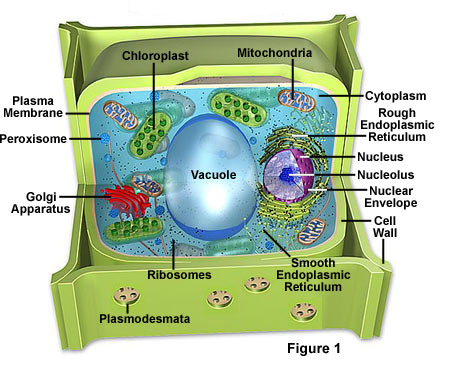 Chloroplast
Mitochondria
Plasma
Membrane
Cytoplasm
Rough
Endoplasmic
Reticulum
Peroxisome
Nucleus
Vacuole
Nucleolus
Golgi
Apparatus
Nuclear
Envelope
Cell
Wall
Ribosomes
Smooth
Endoplasmic
Reticulum
Plasmodesmata
Figure 1